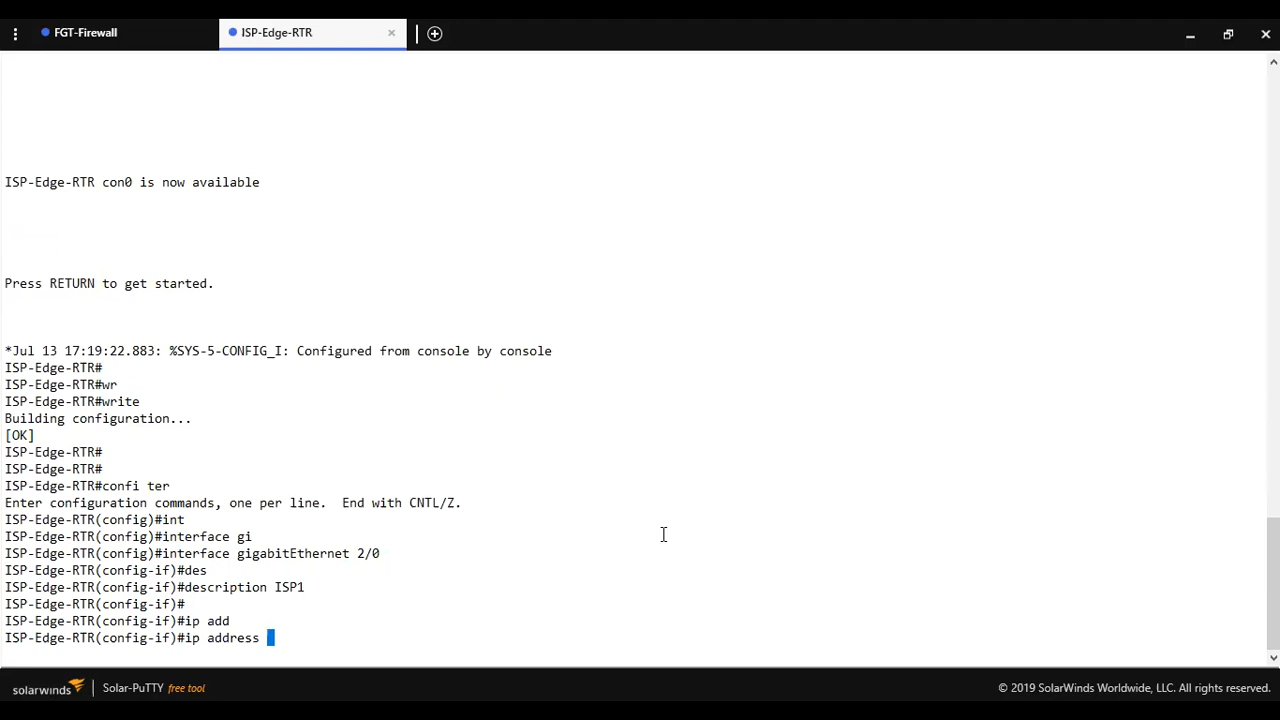 FGT-Firewall
ISP-Edge-RTR
ISP-Edge-RTR con0 is now available
Press RETURN to get started.
*Jul 13 17:19:22.883: %SYS-5-CONFIG_I: Configured from console by console
ISP-Edge-RTR#
ISP-Edge-RTR#wr
ISP-Edge-RTR#write
Building configuration...
[OK]
ISP-Edge-RTR#
ISP-Edge-RTR#
ISP-Edge-RTR#confi ter
Enter configuration commands, one per line.  End with CNTL/Z.
ISP-Edge-RTR(config)#int
ISP-Edge-RTR(config)#interface gi
ISP-Edge-RTR(config)#interface gigabitEthernet 2/0
ISP-Edge-RTR(config-if)#des
ISP-Edge-RTR(config-if)#description ISP1
ISP-Edge-RTR(config-if)#
ISP-Edge-RTR(config-if)#ip add
ISP-Edge-RTR(config-if)#ip address
solarwinds Solar-PuTTY free tool © 2019 SolarWinds Worldwide, LLC. All rights reserved.